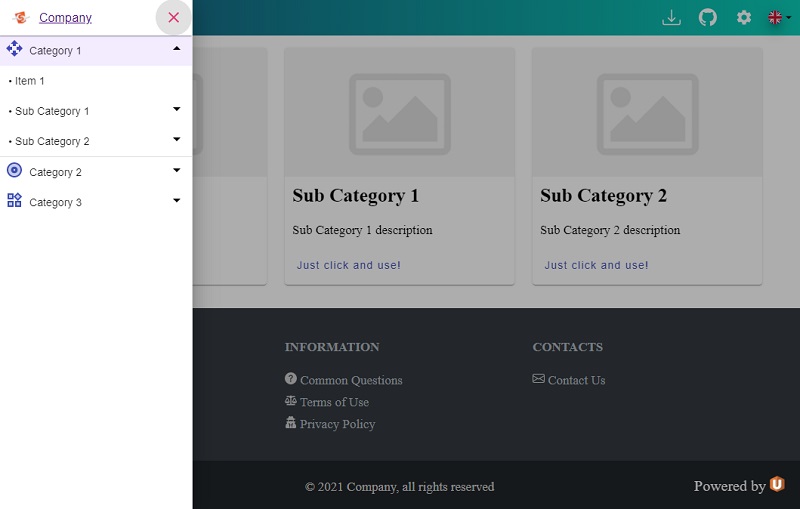 Company
Category 1
• Item 1
• Sub Category 1
• Sub Category 2
Category 2
Category 3
Sub Category 1
Sub Category 1 description
Just click and use!
Sub Category 2
Sub Category 2 description
Just click and use!
INFORMATION
Common Questions
Terms of Use
Privacy Policy
CONTACTS
Contact Us
© 2021 Company, all rights reserved
Powered by